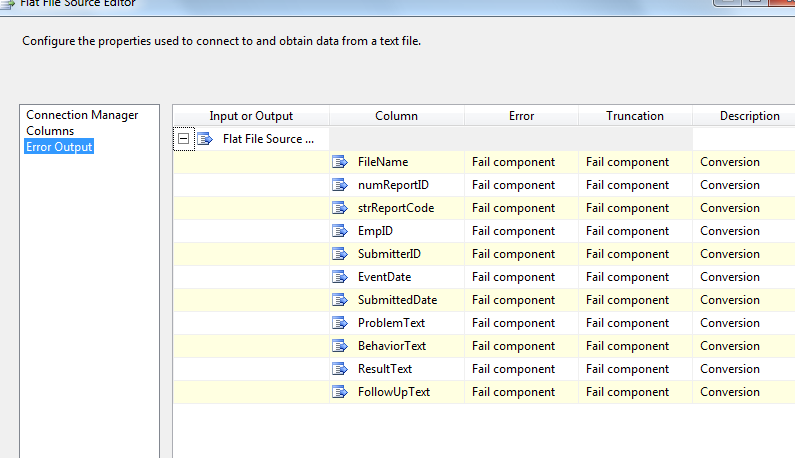 Flat File Source Editor
Configure the properties used to connect to and obtain data from a text file.
Connection Manager
Columns
Error Output
Input or Output Column Error Truncation Description
Flat File Source ...
FileName Fail component Fail component Conversion
numReportID Fail component Fail component Conversion
strReportCode Fail component Fail component Conversion
EmpID Fail component Fail component Conversion
SubmitterID Fail component Fail component Conversion
EventDate Fail component Fail component Conversion
SubmittedDate Fail component Fail component Conversion
ProblemText Fail component Fail component Conversion
BehaviorText Fail component Fail component Conversion
ResultText Fail component Fail component Conversion
FollowUpText Fail component Fail component Conversion